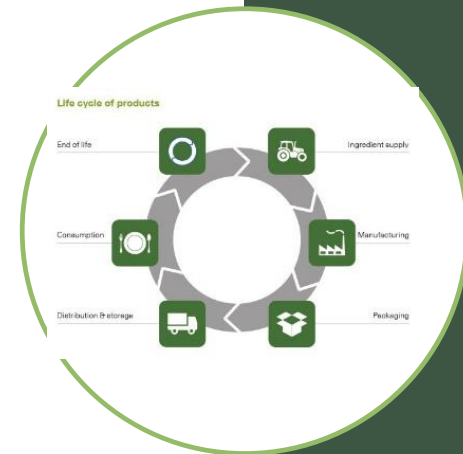 Life cycle of products
End of life
Ingredient supply
Consumption
Manufacturing
Distribution & storage
Packaging